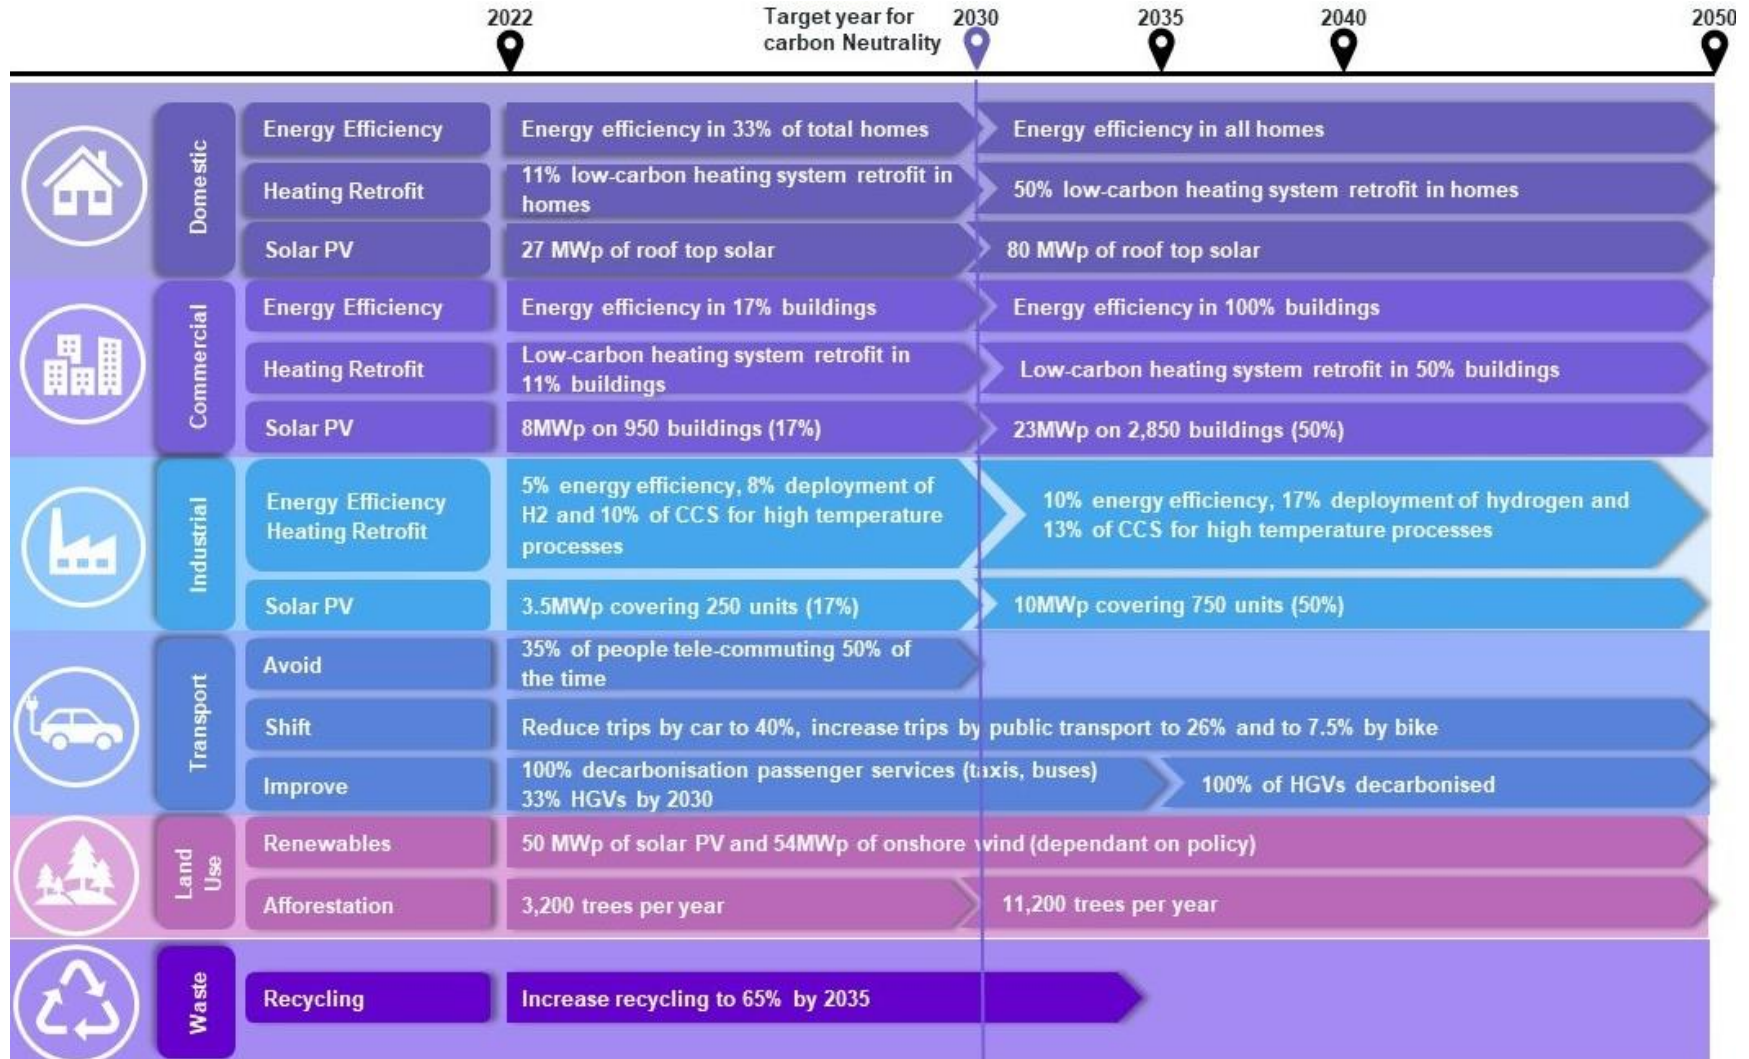 2022
Target year for
carbon Neutrality
2030
2035
2040
2050
Domestic
Energy Efficiency
Energy efficiency in 33% of total homes
Energy efficiency in all homes
Heating Retrofit
11% low-carbon heating system retrofit in
homes
50% low-carbon heating system retrofit in homes
Solar PV
27 MWp of roof top solar
80 MWp of roof top solar
Commercial
Energy Efficiency
Energy efficiency in 17% buildings
Energy efficiency in 100% buildings
Heating Retrofit
Low-carbon heating system retrofit in
11% buildings
Low-carbon heating system retrofit in 50% buildings
Solar PV
8MWp on 950 buildings (17%)
23MWp on 2,850 buildings (50%)
Industrial
Energy Efficiency
Heating Retrofit
5% energy efficiency, 8% deployment of
H2 and 10% of CCS for high temperature
processes
10% energy efficiency, 17% deployment of hydrogen and
13% of CCS for high temperature processes
Solar PV
3.5MWp covering 250 units (17%)
10MWp covering 750 units (50%)
Transport
Avoid
35% of people tele-commuting 50% of
the time
Shift
Reduce trips by car to 40%, increase trips by public transport to 26% and to 7.5% by bike
Improve
100% decarbonisation passenger services (taxis, buses)
33% HGVs by 2030
100% of HGVs decarbonised
Land
Use
Renewables
50 MWp of solar PV and 54MWp of onshore wind (dependant on policy)
Afforestation
3,200 trees per year
11,200 trees per year
Waste
Recycling
Increase recycling to 65% by 2035